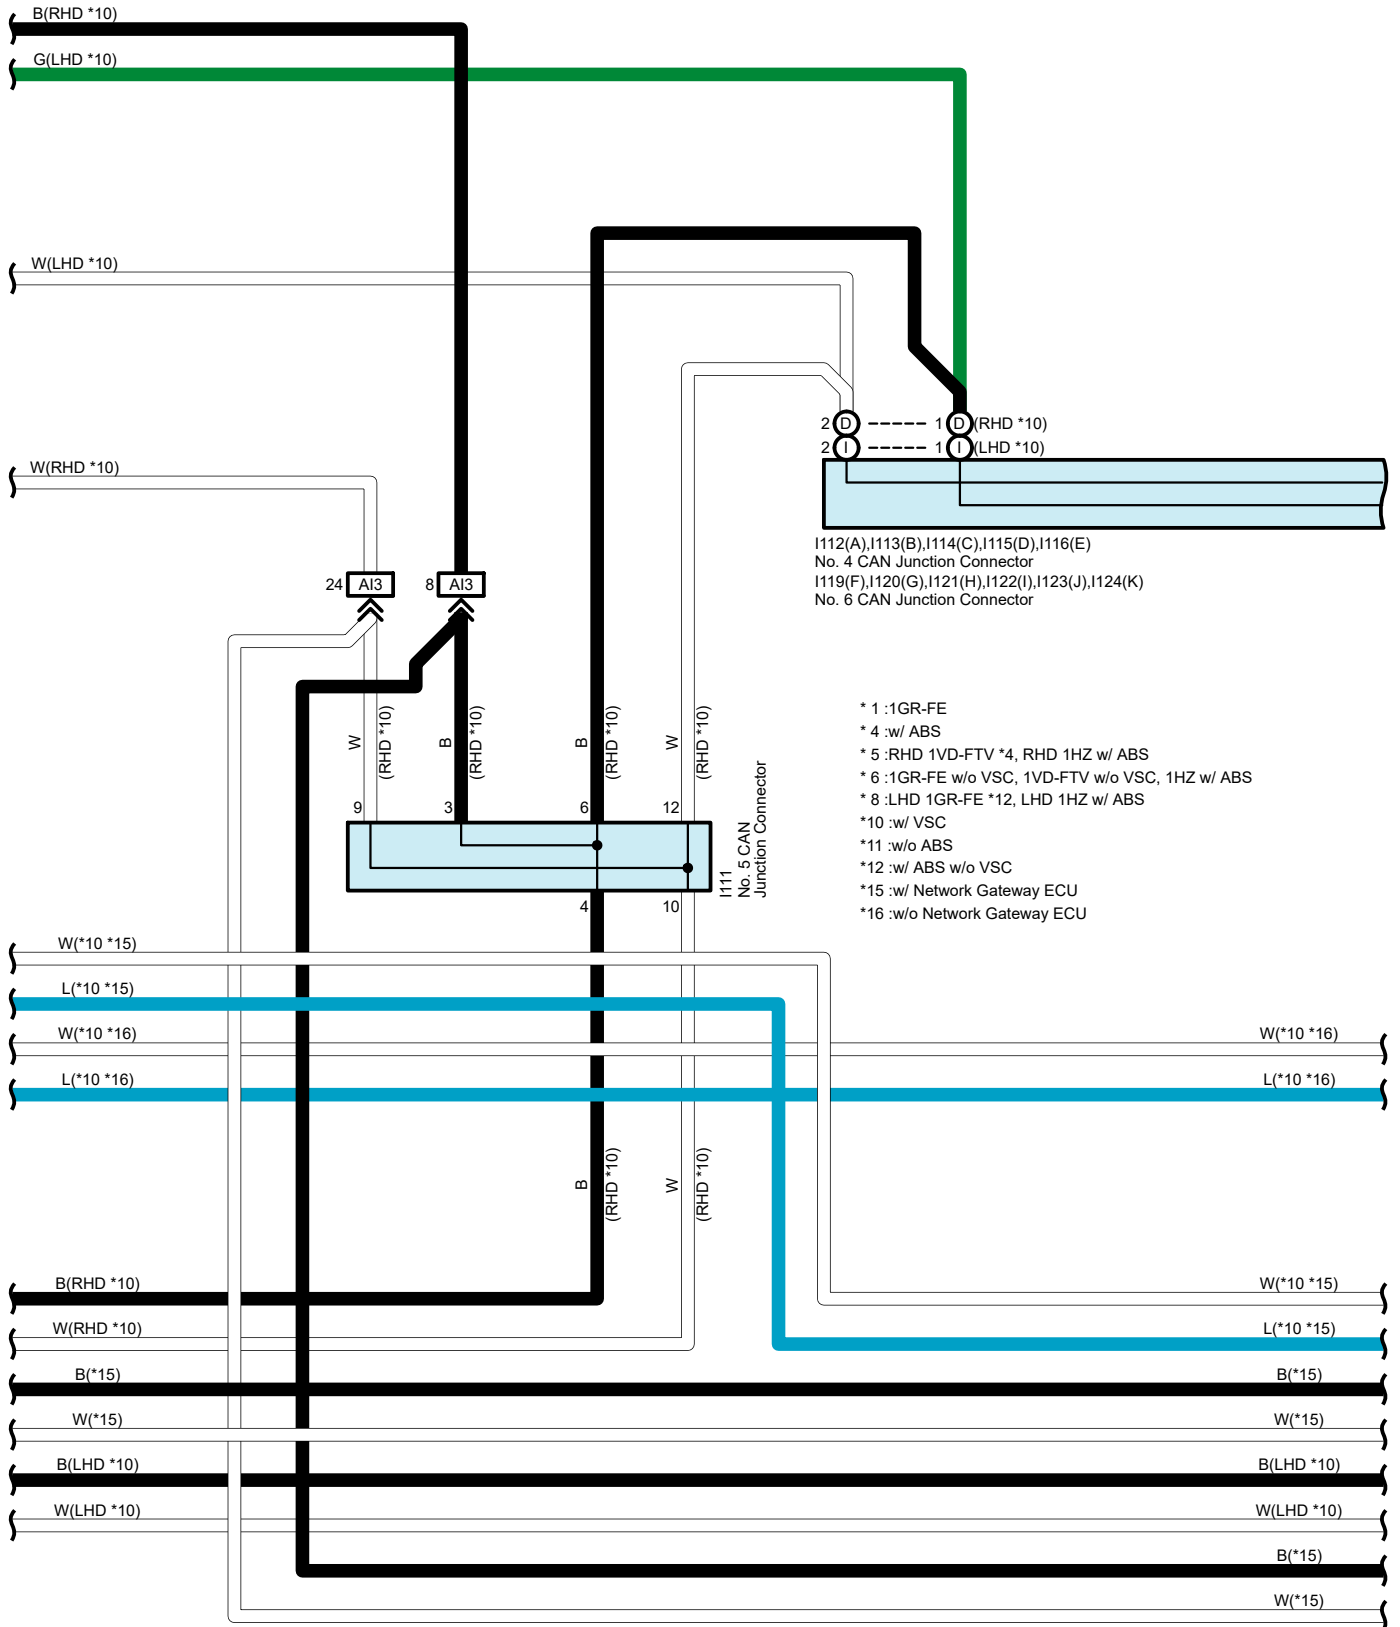 B(RHD *10)
G(LHD *10)
W(LHD *10)
2 D 1 D (RHD *10)
2 I 1 I (LHD *10)
W(RHD *10)
I112(A),I113(B),I114(C),I115(D),I116(E)
No. 4 CAN Junction Connector
I119(F),I120(G),I121(H),I122(I),I123(J),I124(K)
No. 6 CAN Junction Connector
24 AI3
8 AI3
W
(RHD *10)
B
(RHD *10)
B
(RHD *10)
W
(RHD *10)
9
3
6
12
I111
No. 5 CAN
Junction Connector
4
10
* 1 :1GR-FE
* 4 :w/ ABS
* 5 :RHD 1VD-FTV *4, RHD 1HZ w/ ABS
* 6 :1GR-FE w/o VSC, 1VD-FTV w/o VSC, 1HZ w/ ABS
* 8 :LHD 1GR-FE *12, LHD 1HZ w/ ABS
*10 :w/ VSC
*11 :w/o ABS
*12 :w/ ABS w/o VSC
*15 :w/ Network Gateway ECU
*16 :w/o Network Gateway ECU
W(*10 *15)
L(*10 *15)
W(*10 *16)
W(*10 *16)
L(*10 *16)
L(*10 *16)
B
(RHD *10)
W
(RHD *10)
B(RHD *10)
W(*10 *15)
W(RHD *10)
L(*10 *15)
B(*15)
B(*15)
W(*15)
W(*15)
B(LHD *10)
B(LHD *10)
W(LHD *10)
W(LHD *10)
B(*15)
W(*15)